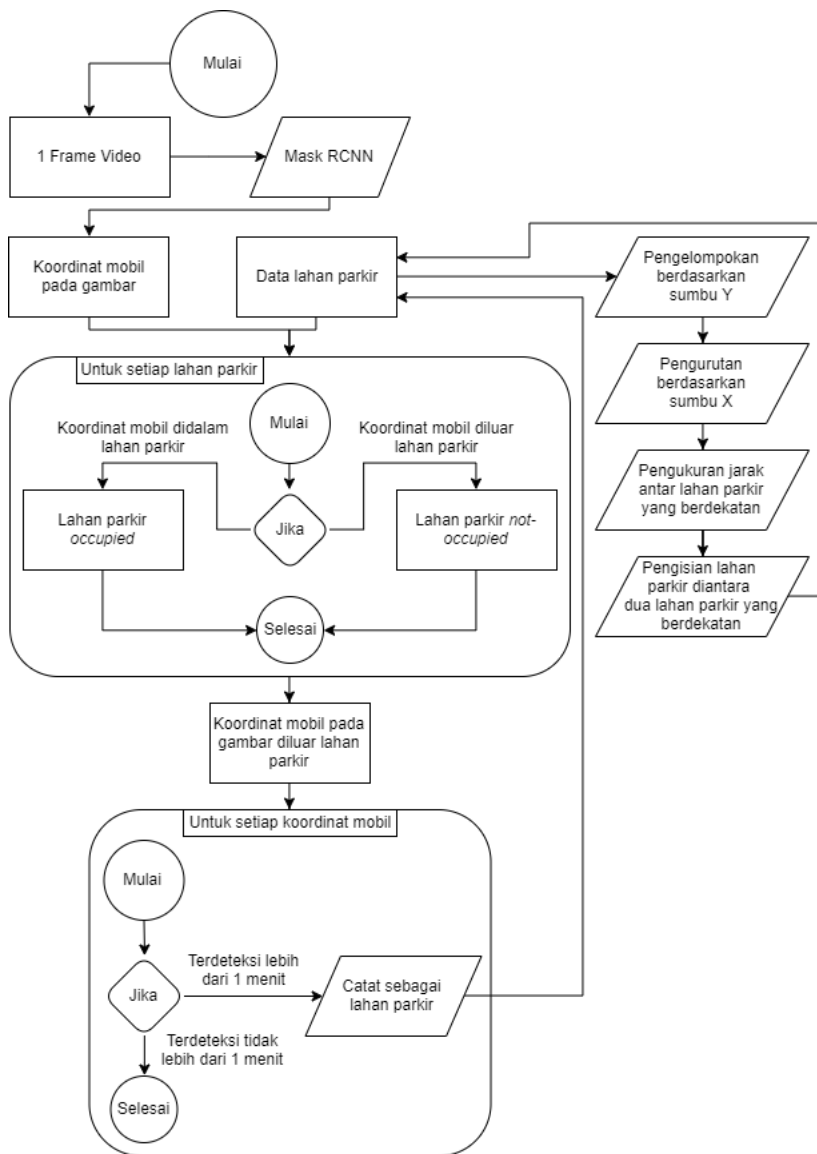 Mulai
1 Frame Video
Mask RCNN
Koordinat mobil
pada gambar
Data lahan parkir
Pengelompokan
berdasarkan
sumbu Y
Untuk setiap lahan parkir
Mulai
Pengurutan
berdasarkan
sumbu X
Koordinat mobil didalam
lahan parkir
Koordinat mobil diluar
lahan parkir
Pengukuran jarak
antar lahan parkir
yang berdekatan
Lahan parkir
occupied
Jika
Lahan parkir not-
occupied
Pengisian lahan
parkir diantara
dua lahan parkir yang
berdekatan
Selesai
Koordinat mobil pada
gambar diluar lahan
parkir
Untuk setiap koordinat mobil
Mulai
Terdeteksi lebih
dari 1 menit
Jika
Catat sebagai
lahan parkir
Terdeteksi tidak
lebih dari 1 menit
Selesai